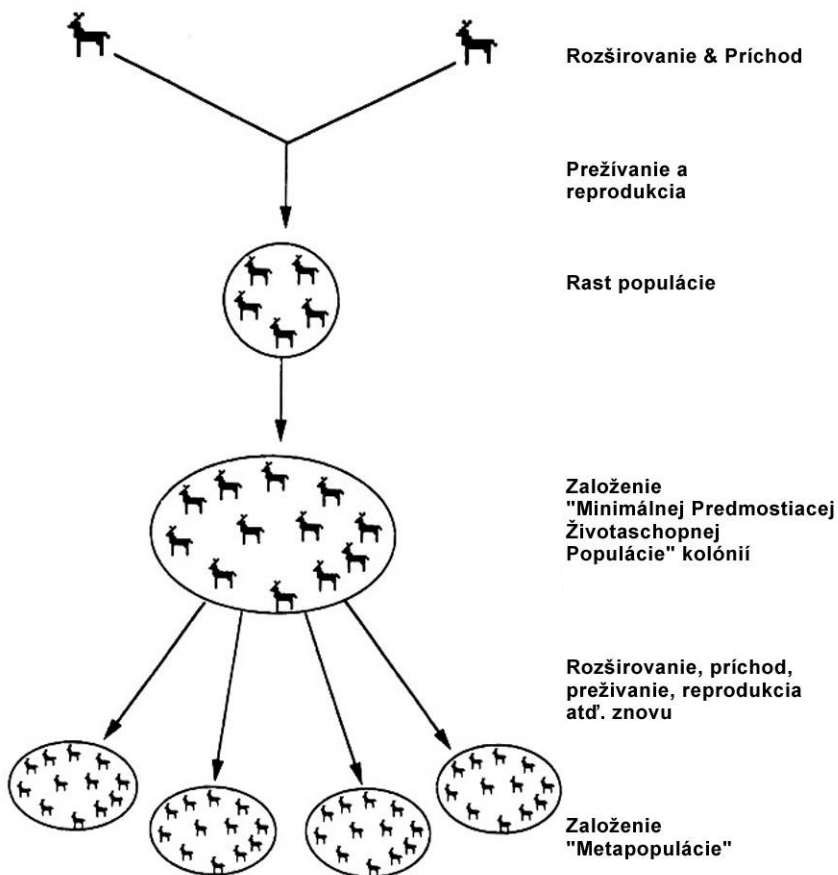 Rozširovanie & Príchod
Prežívanie a
reprodukcia
Rast populácie
Založenie
"Minimálnej Predmostiacej
Životaschopnej
Populácie" kolónií
Rozširovanie, príchod,
preživanie, reprodukcia
atď. znovu
Založenie
"Metapopulácie"